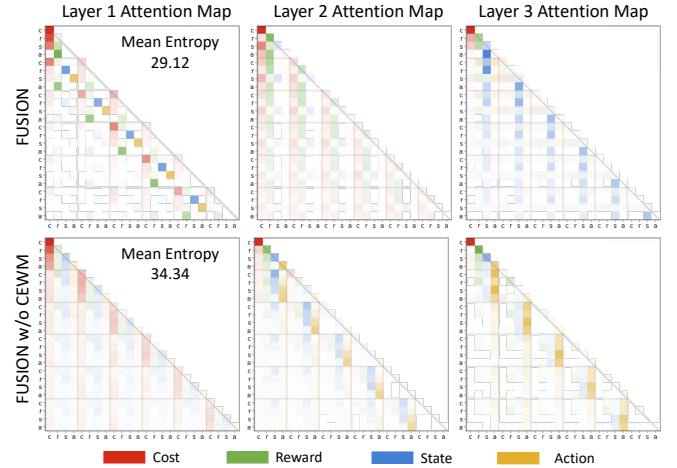 Layer 1 Attention Map Layer 2 Attention Map Layer 3 Attention Map
FUSION
Mean Entropy
29.12
c r s a c r s a c r s a c r s a c r s a c r s a
c r s a c r s a c r s a c r s a c r s a c r s a
c r s a c r s a c r s a c r s a c r s a c r s a
c r s a c r s a c r s a c r s a c r s a c r s a
c r s a c r s a c r s a c r s a c r s a c r s a
c r s a c r s a c r s a c r s a c r s a c r s a
FUSION w/o CEWM
Mean Entropy
34.34
c r s a c r s a c r s a c r s a c r s a c r s a
c r s a c r s a c r s a c r s a c r s a c r s a
c r s a c r s a c r s a c r s a c r s a c r s a
c r s a c r s a c r s a c r s a c r s a c r s a
c r s a c r s a c r s a c r s a c r s a c r s a
c r s a c r s a c r s a c r s a c r s a c r s a
Cost Reward State Action